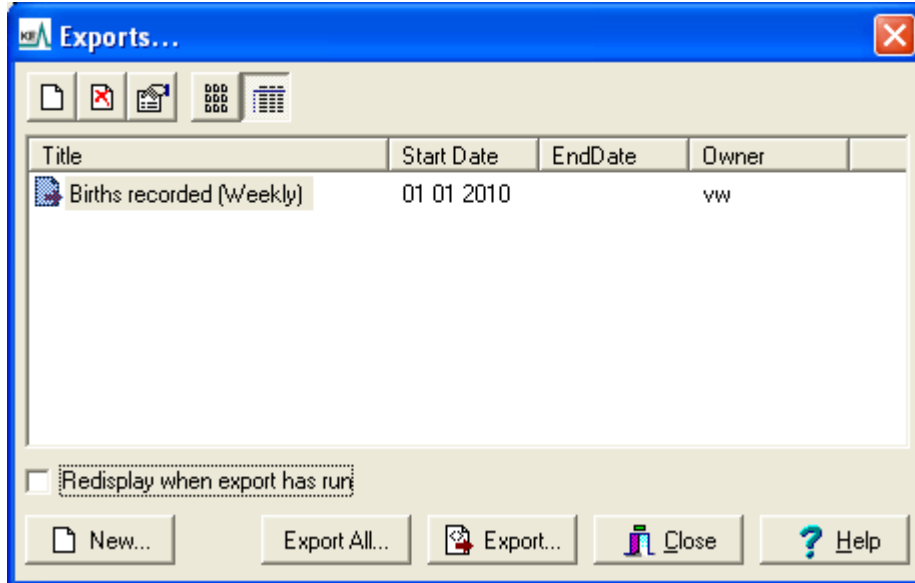 KE Exports...
Title Start Date EndDate Owner
Births recorded (Weekly) 01 01 2010 vw
Redisplay when export has run
New... Export All... Export... Close Help